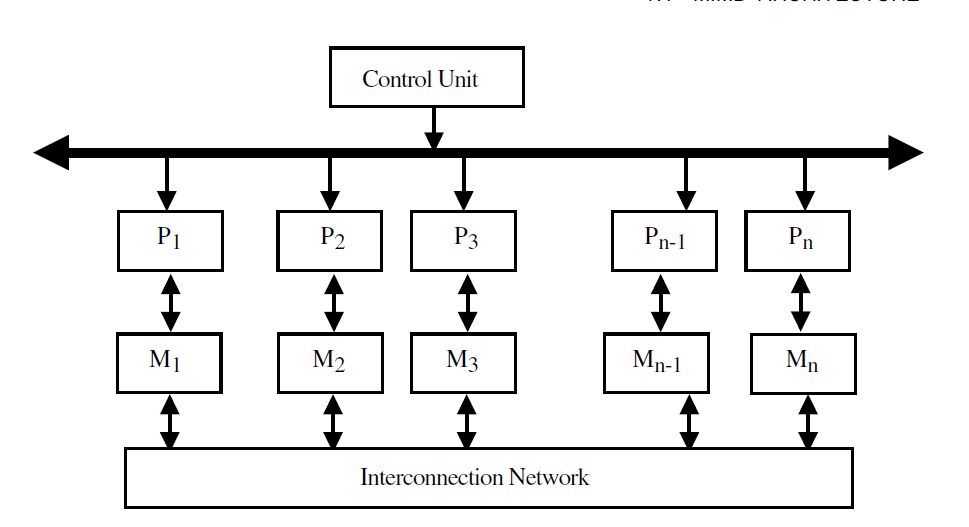 Control Unit
P1 P2 P3 Pn-1 Pn
M1 M2 M3 Mn-1 Mn
Interconnection Network